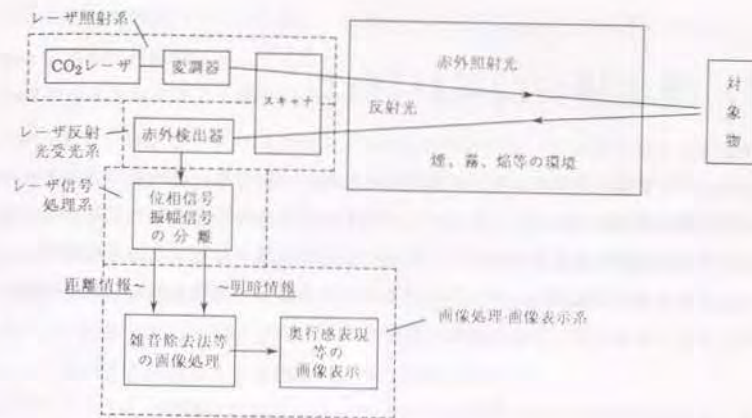 レーザ照射系
CO2レーザ
変調器
スキャナ
赤外照射光
反射光
対象物
レーザ反射
光受光系
赤外検出器
煙、霧、焰等の環境
レーザ信号
処理系
位相信号
振幅信号
の分離
距離情報~
~明暗情報
画像処理・画像表示系
雑音除去法等
の画像処理
奥行感表現
等の
画像表示